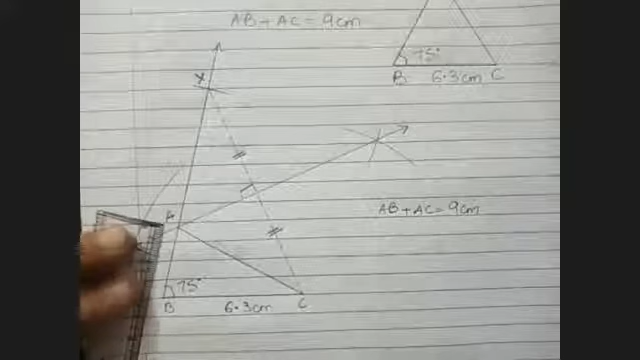 AB + AC = 9cm
75°
B 6.3cm C
X
A
AB + AC = 9cm
75°
B 6.3cm C